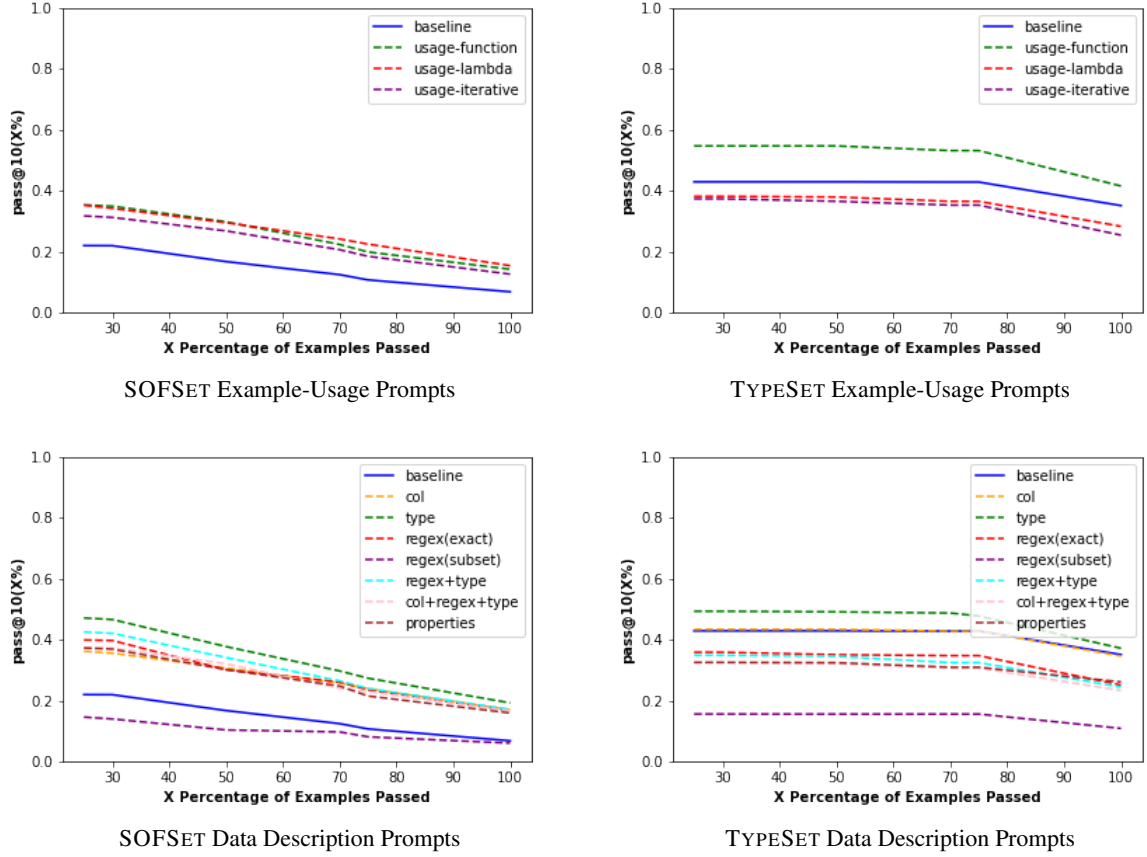 1.0
0.8
0.6
0.4
0.2
0.0
pass@10(X%)
baseline
usage-function
usage-lambda
usage-iterative
30 40 50 60 70 80 90 100
X Percentage of Examples Passed
SOFSET Example-Usage Prompts
1.0
0.8
0.6
0.4
0.2
0.0
pass@10(X%)
baseline
usage-function
usage-lambda
usage-iterative
30 40 50 60 70 80 90 100
X Percentage of Examples Passed
TYPESET Example-Usage Prompts
1.0
0.8
0.6
0.4
0.2
0.0
pass@10(X%)
baseline
col
type
regex(exact)
regex(subset)
regex+type
col+regex+type
properties
30 40 50 60 70 80 90 100
X Percentage of Examples Passed
SOFSET Data Description Prompts
1.0
0.8
0.6
0.4
0.2
0.0
pass@10(X%)
baseline
col
type
regex(exact)
regex(subset)
regex+type
col+regex+type
properties
30 40 50 60 70 80 90 100
X Percentage of Examples Passed
TYPESET Data Description Prompts